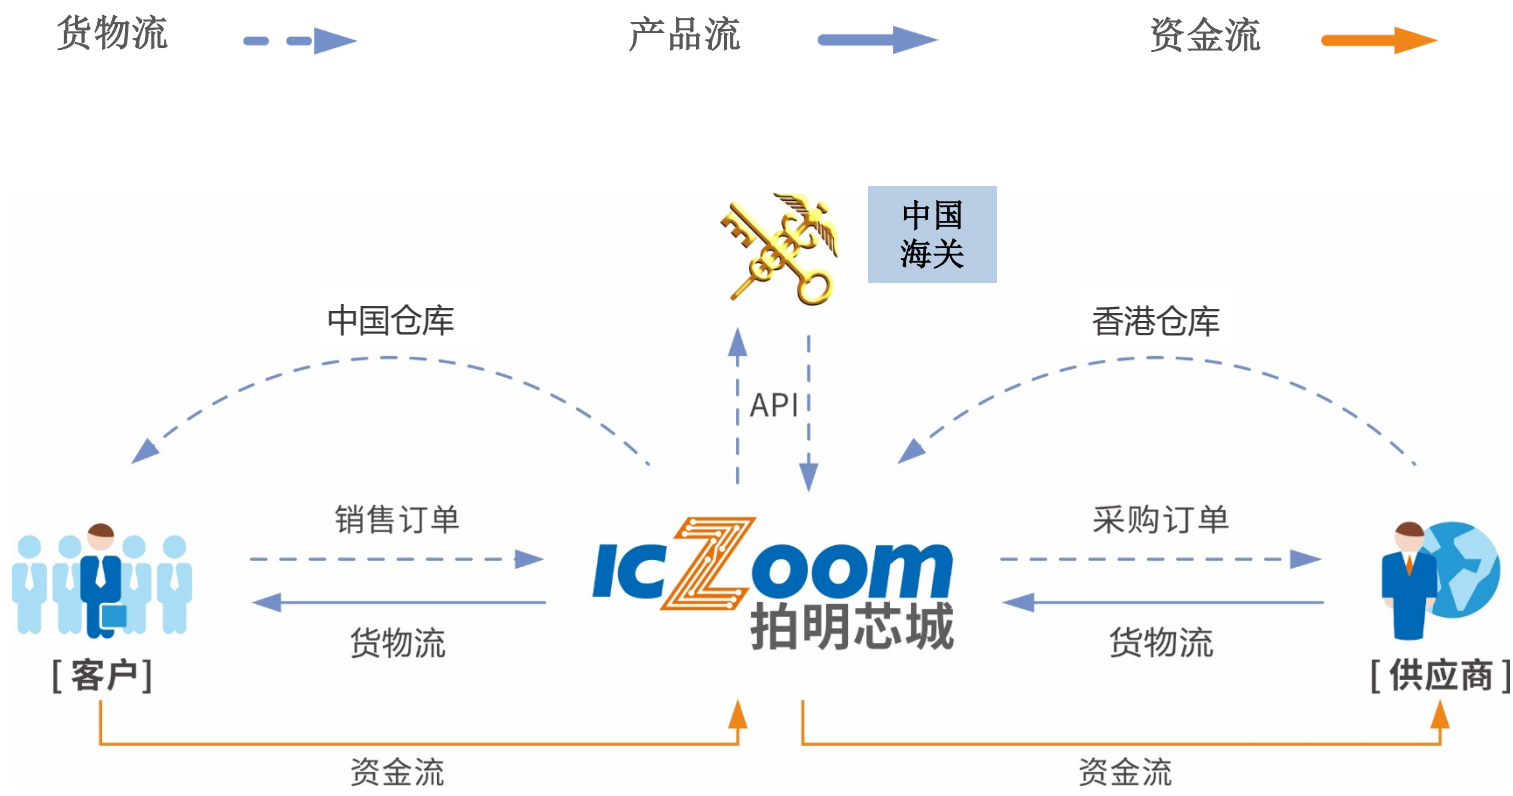 货物流
产品流
资金流
中国
海关
中国仓库
香港仓库
API
销售订单
采购订单
ICZoom
拍明芯城
货物流
货物流
[ 客户]
[ 供应商 ]
资金流
资金流